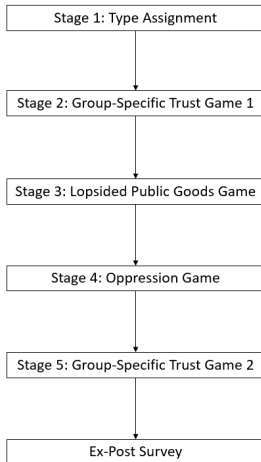 Stage 1: Type Assignment
Stage 2: Group-Specific Trust Game 1
Stage 3: Lopsided Public Goods Game
Stage 4: Oppression Game
Stage 5: Group-Specific Trust Game 2
Ex-Post Survey